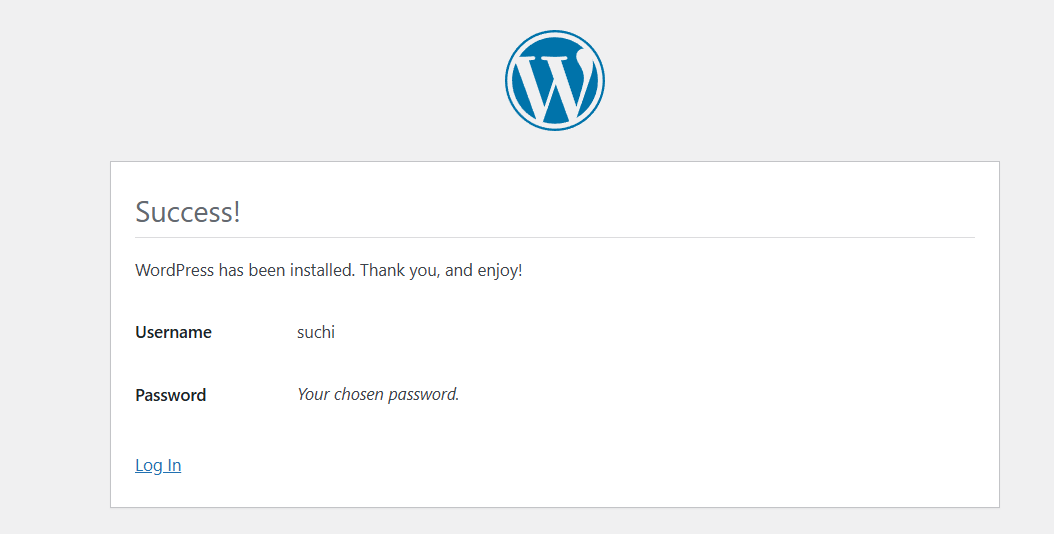 Success!
WordPress has been installed. Thank you, and enjoy!
Username suchi
Password Your chosen password.
Log In